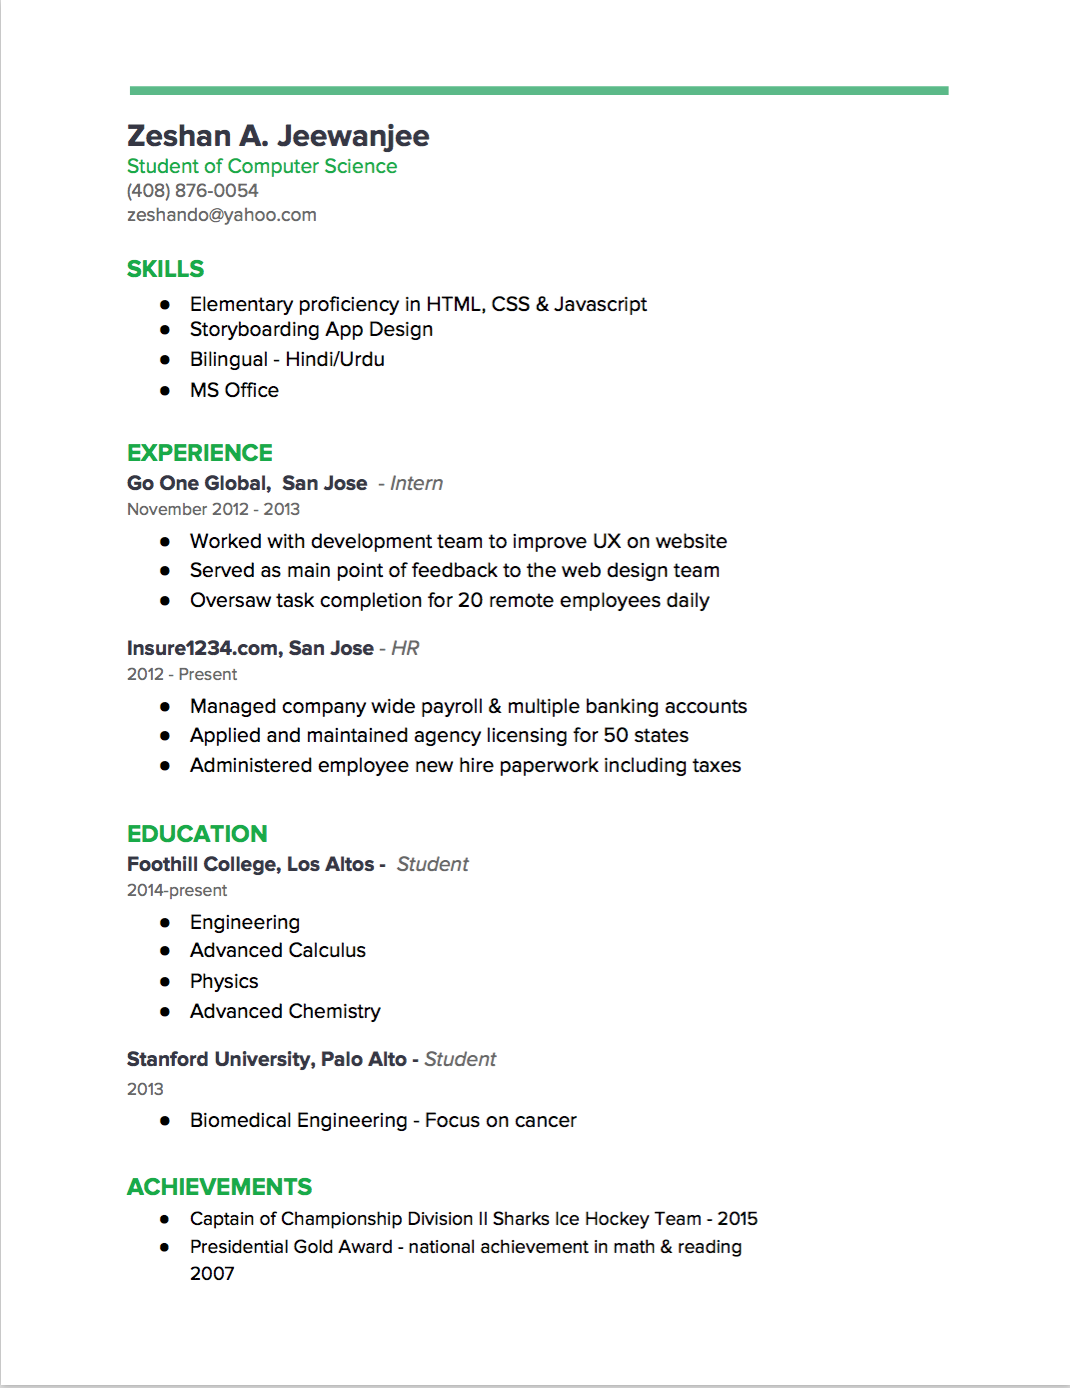 Zeshan A. Jeewanjee
Student of Computer Science
(408) 876-0054
zeshando@yahoo.com
SKILLS
● Elementary proficiency in HTML, CSS & Javascript
● Storyboarding App Design
● Bilingual - Hindi/Urdu
● MS Office
EXPERIENCE
Go One Global, San Jose - Intern
November 2012 - 2013
● Worked with development team to improve UX on website
● Served as main point of feedback to the web design team
● Oversaw task completion for 20 remote employees daily
Insure1234.com, San Jose - HR
2012 - Present
● Managed company wide payroll & multiple banking accounts
● Applied and maintained agency licensing for 50 states
● Administered employee new hire paperwork including taxes
EDUCATION
Foothill College, Los Altos - Student
2014-present
● Engineering
● Advanced Calculus
● Physics
● Advanced Chemistry
Stanford University, Palo Alto - Student
2013
● Biomedical Engineering - Focus on cancer
ACHIEVEMENTS
● Captain of Championship Division II Sharks Ice Hockey Team - 2015
● Presidential Gold Award - national achievement in math & reading
2007